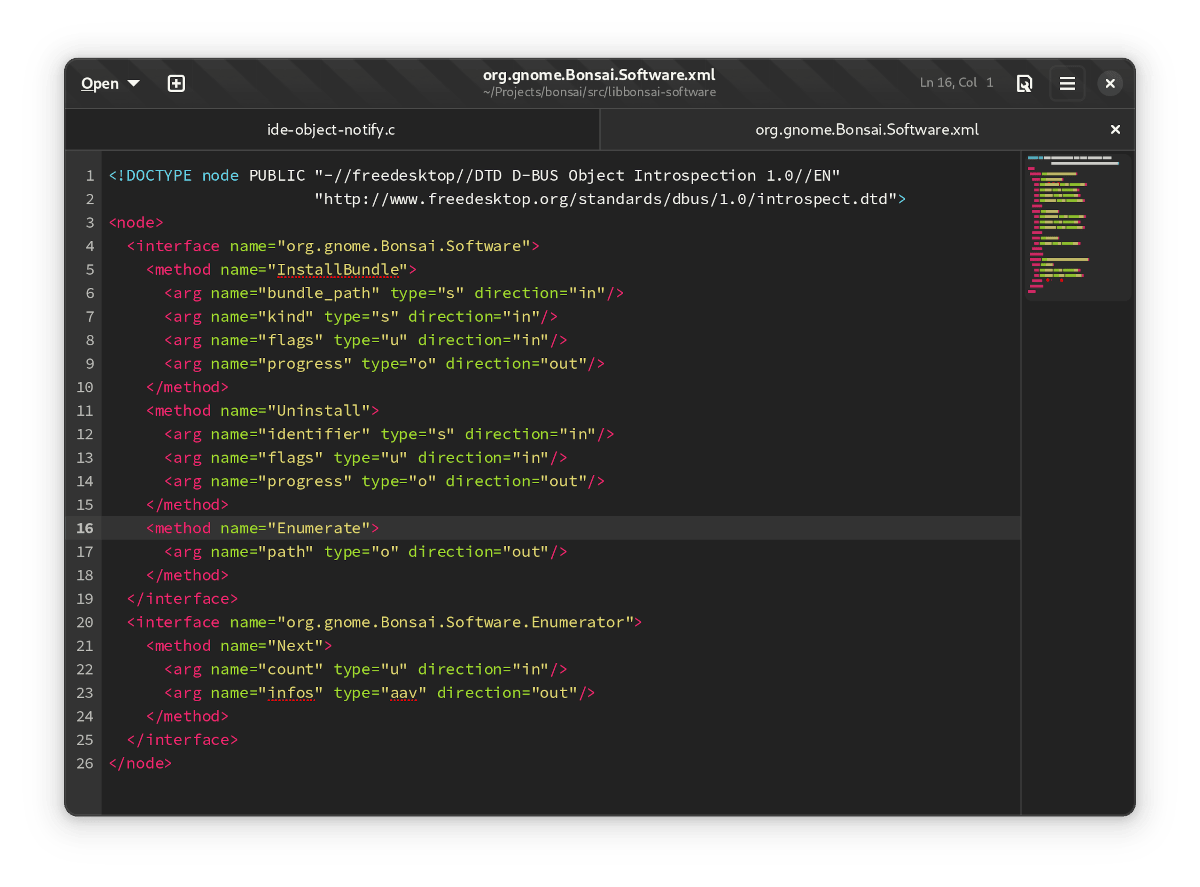 Open
org.gnome.Bonsai.Software.xml
~/Projects/bonsai/src/libbonsai-software
Ln 16, Col 1
ide-object-notify.c
org.gnome.Bonsai.Software.xml
1 <!DOCTYPE node PUBLIC "-//freedesktop//DTD D-BUS Object Introspection 1.0//EN"
2                       "http://www.freedesktop.org/standards/dbus/1.0/introspect.dtd">
3 <node>
4   <interface name="org.gnome.Bonsai.Software">
5     <method name="InstallBundle">
6       <arg name="bundle_path" type="s" direction="in"/>
7       <arg name="kind" type="s" direction="in"/>
8       <arg name="flags" type="u" direction="in"/>
9       <arg name="progress" type="o" direction="out"/>
10     </method>
11     <method name="Uninstall">
12       <arg name="identifier" type="s" direction="in"/>
13       <arg name="flags" type="u" direction="in"/>
14       <arg name="progress" type="o" direction="out"/>
15     </method>
16     <method name="Enumerate">
17       <arg name="path" type="o" direction="out"/>
18     </method>
19   </interface>
20   <interface name="org.gnome.Bonsai.Software.Enumerator">
21     <method name="Next">
22       <arg name="count" type="u" direction="in"/>
23       <arg name="infos" type="aav" direction="out"/>
24     </method>
25   </interface>
26 </node>